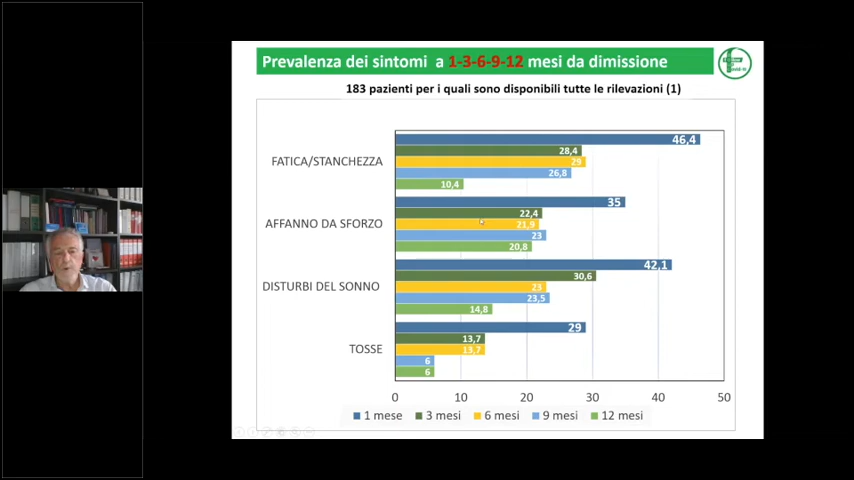 Prevalenza dei sintomi a 1-3-6-9-12 mesi da dimissione
183 pazienti per i quali sono disponibili tutte le rilevazioni (1)
46,4
28,4
FATICA/STANCHEZZA
29
26,8
10,4
35
22,4
AFFANNO DA SFORZO
21,9
23
20,8
42,1
30,6
DISTURBI DEL SONNO
23
23,5
14,8
29
13,7
TOSSE
13,7
6
6
0 10 20 30 40 50
1 mese 3 mesi 6 mesi 9 mesi 12 mesi